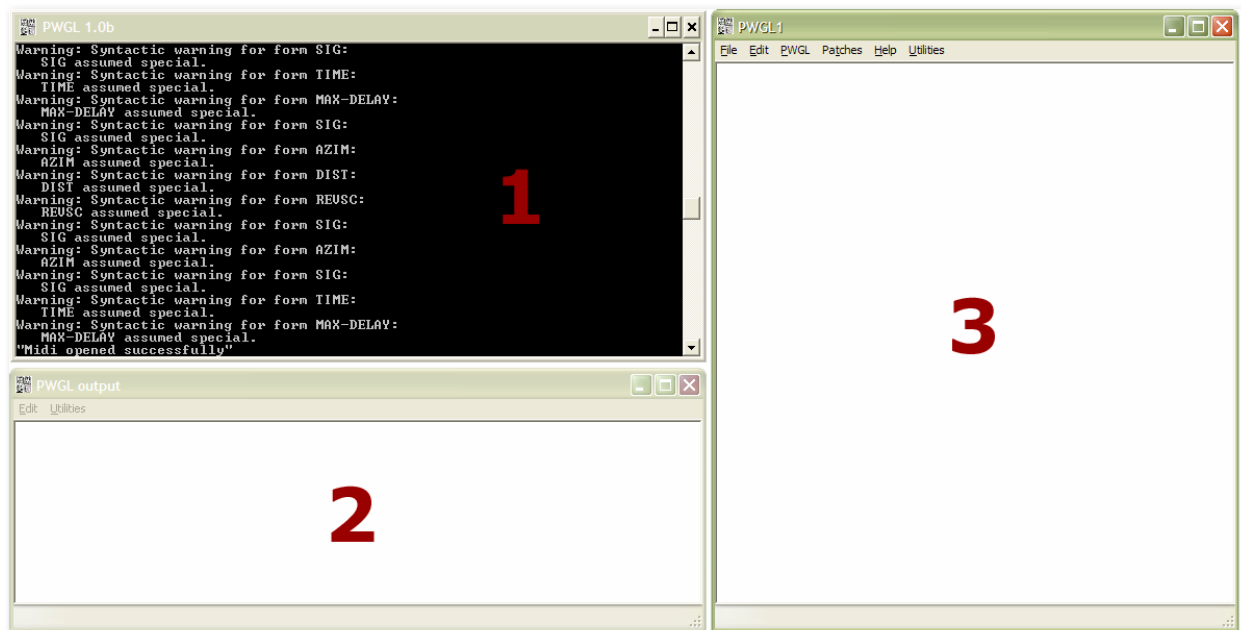 PWGL 1.0b
Warning: Syntactic warning for form SIG:
SIG assumed special.
Warning: Syntactic warning for form TIME:
TIME assumed special.
Warning: Syntactic warning for form MAX-DELAY:
MAX-DELAY assumed special.
Warning: Syntactic warning for form SIG:
SIG assumed special.
Warning: Syntactic warning for form AZIM:
AZIM assumed special.
Warning: Syntactic warning for form DIST:
DIST assumed special.
Warning: Syntactic warning for form REVSC:
REVSC assumed special.
Warning: Syntactic warning for form SIG:
SIG assumed special.
Warning: Syntactic warning for form AZIM:
AZIM assumed special.
Warning: Syntactic warning for form SIG:
SIG assumed special.
Warning: Syntactic warning for form TIME:
TIME assumed special.
Warning: Syntactic warning for form MAX-DELAY:
MAX-DELAY assumed special.
"Midi opened successfully"
1
PWGL output
Edit Utilities
2
PWGL1
File Edit PWGL Patches Help Utilities
3